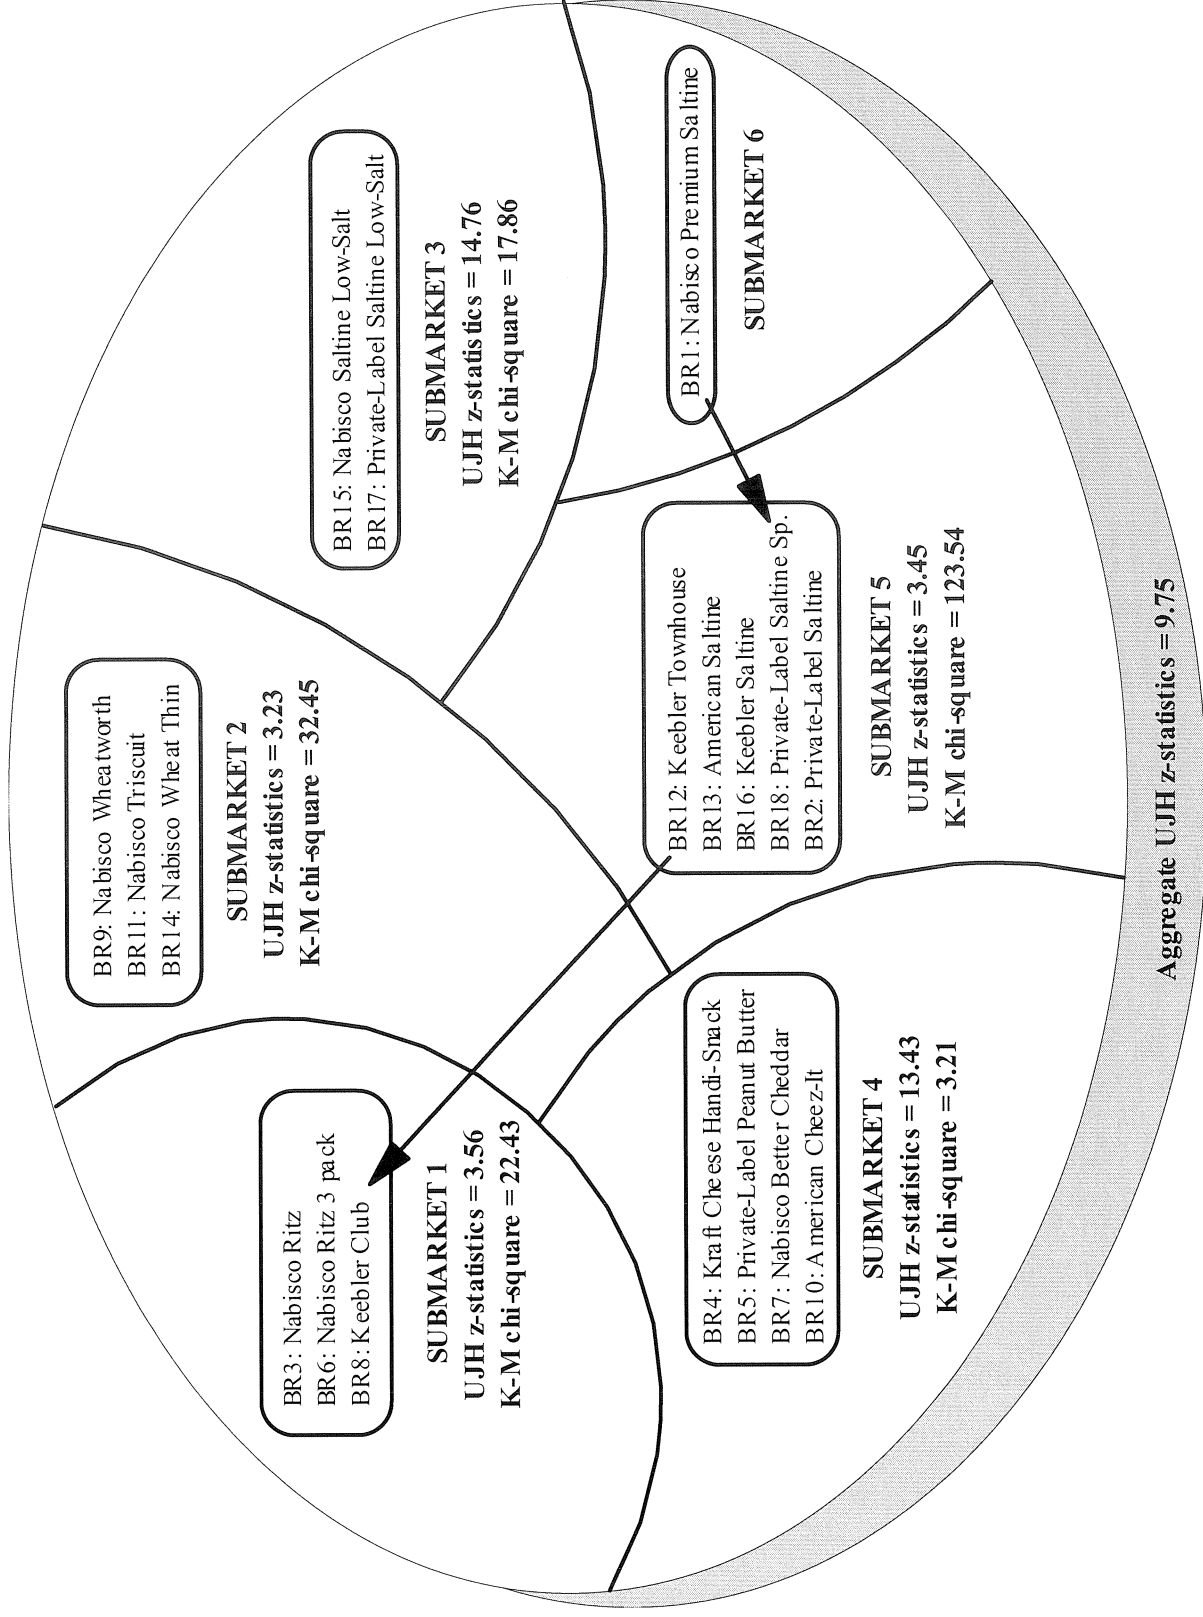 BR3: Nabisco Ritz
BR6: Nabisco Ritz 3 pack
BR8: Keebler Club
SUBMARKET 1
UJH z-statistics = 3.56
K-M chi-square = 22.43
BR9: Nabisco Wheatworth
BR11: Nabisco Triscuit
BR14: Nabisco Wheat Thin
SUBMARKET 2
UJH z-statistics = 3.23
K-M chi-square = 32.45
BR15: Nabisco Saltine Low-Salt
BR17: Private-Label Saltine Low-Salt
SUBMARKET 3
UJH z-statistics = 14.76
K-M chi-square = 17.86
BR4: Kraft Cheese Handi-Snack
BR5: Private-Label Peanut Butter
BR7: Nabisco Better Cheddar
BR10: American Cheez-It
SUBMARKET 4
UJH z-statistics = 13.43
K-M chi-square = 3.21
BR12: Keebler Townhouse
BR13: American Saltine
BR16: Keebler Saltine
BR18: Private-Label Saltine Sp.
BR2: Private-Label Saltine
SUBMARKET 5
UJH z-statistics = 3.45
K-M chi-square = 123.54
BR1: Nabisco Premium Saltine
SUBMARKET 6
Aggregate UJH z-statistics = 9.75